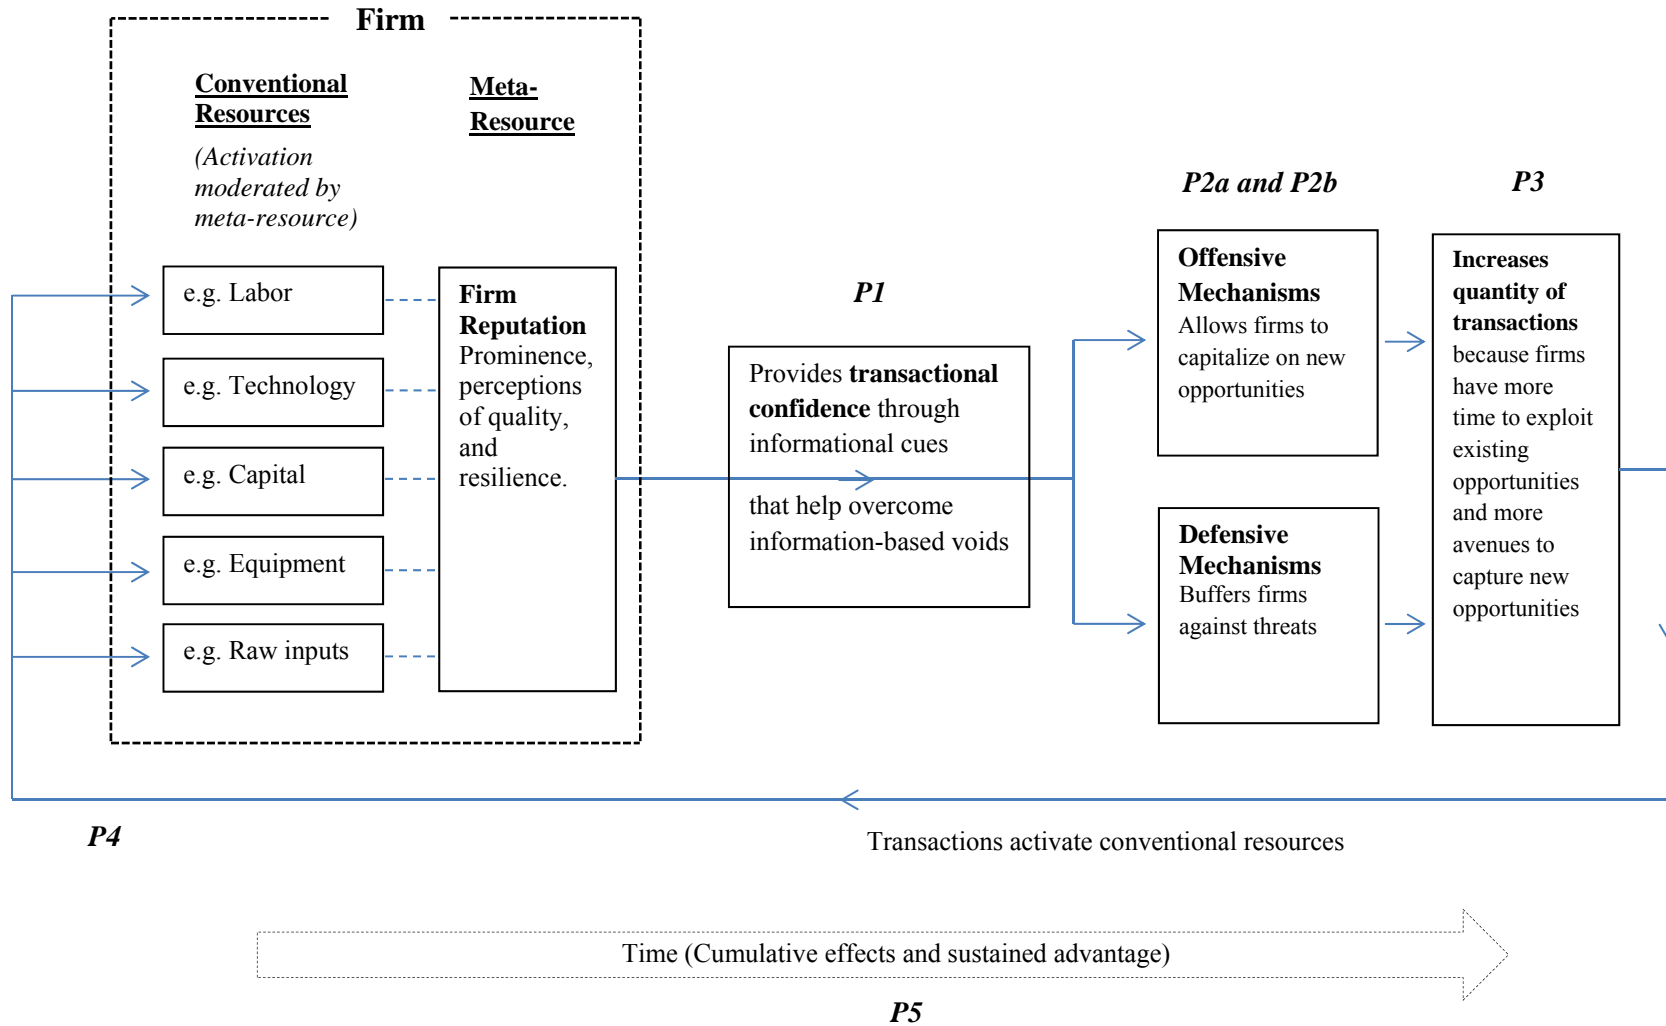 Firm
Conventional
Resources
(Activation
moderated by
meta-resource)
Meta-
Resource
e.g. Labor
e.g. Technology
e.g. Capital
e.g. Equipment
e.g. Raw inputs
Firm
Reputation
Prominence,
perceptions
of quality,
and
resilience.
P1
Provides transactional
confidence through
informational cues
that help overcome
information-based voids
P2a and P2b
Offensive
Mechanisms
Allows firms to
capitalize on new
opportunities
Defensive
Mechanisms
Buffers firms
against threats
P3
Increases
quantity of
transactions
because firms
have more
time to exploit
existing
opportunities
and more
avenues to
capture new
opportunities
P4
Transactions activate conventional resources
Time (Cumulative effects and sustained advantage)
P5